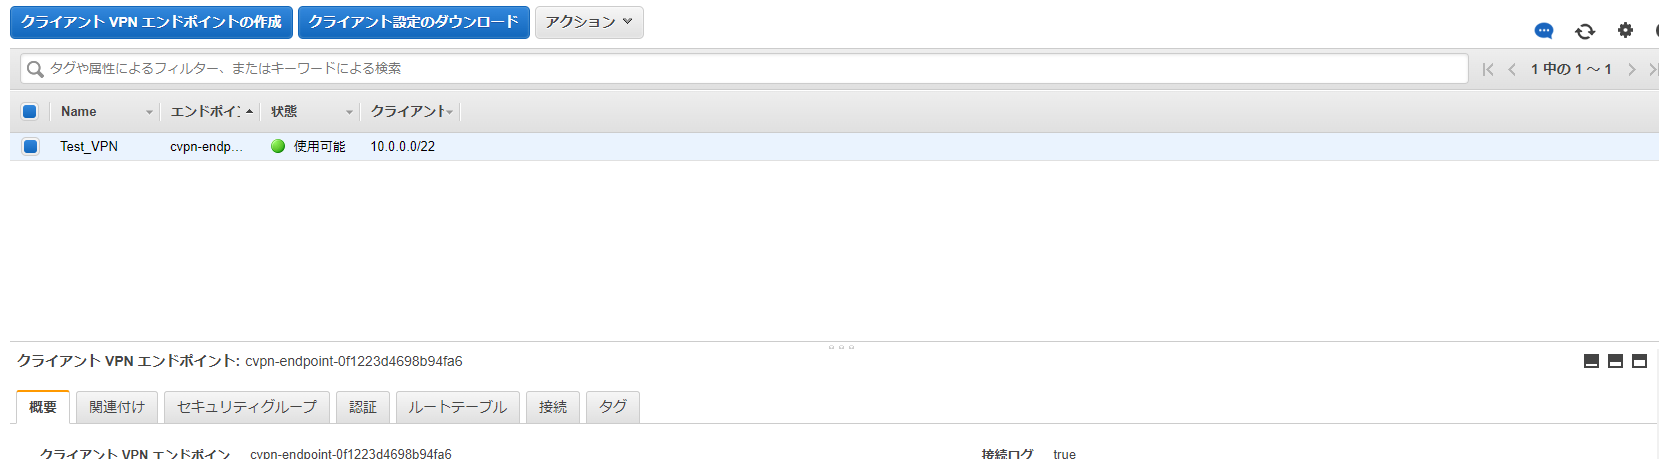 クライアント VPN エンドポイントの作成 クライアント設定のダウンロード アクション
タグや属性によるフィルター、またはキーワードによる検索 1 中の 1 ～ 1
Name エンドポイン 状態 クライアント
Test_VPN cvpn-endp... 使用可能 10.0.0.0/22
クライアント VPN エンドポイント: cvpn-endpoint-0f1223d4698b94fa6
概要 関連付け セキュリティグループ 認証 ルートテーブル 接続 タグ
クライアント VPN エンドポイン cvpn-endpoint-0f1223d4698b94fa6 接続ログ true